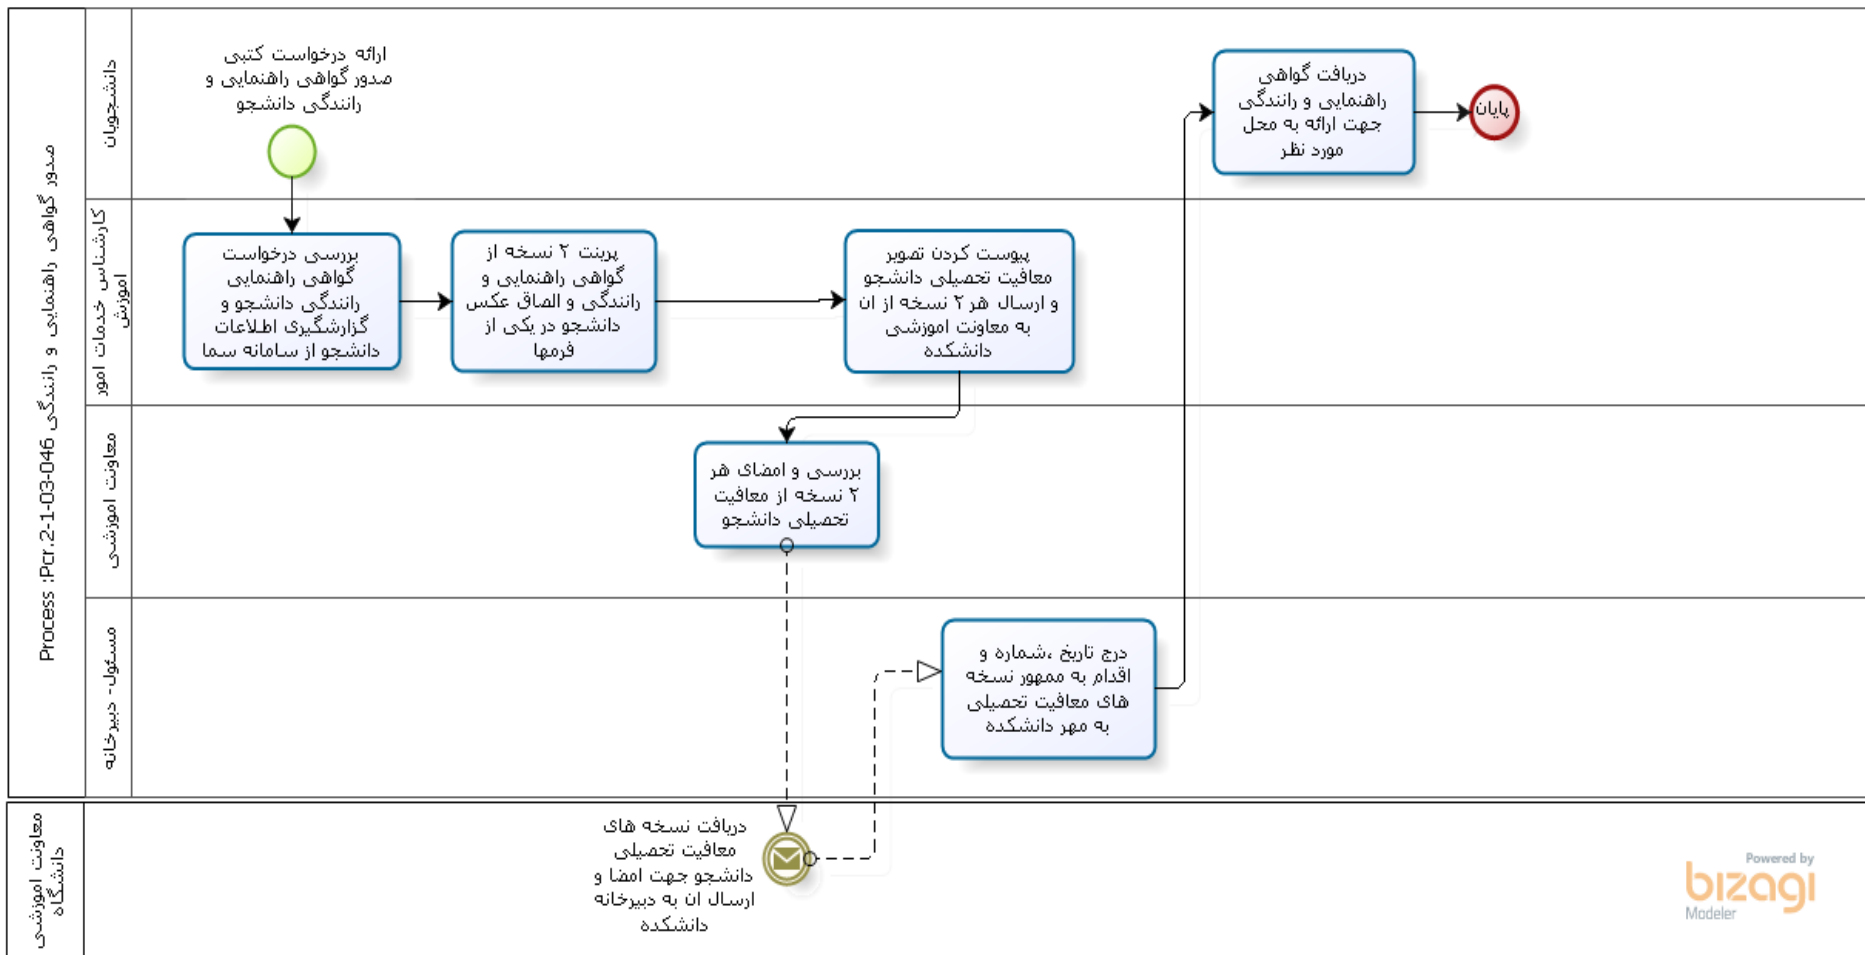 صدور گواهی راهنمایی و رانندگی Process :Pcr.2-1-03-046
دانشجویان
ارائه درخواست کتبی
صدور گواهی راهنمایی و
رانندگی دانشجو
دریافت گواهی
راهنمایی و رانندگی
جهت ارائه به محل
مورد نظر
پایان
کارشناس خدمات امور
اموزش
بررسی درخواست
گواهی راهنمایی
رانندگی دانشجو و
گزارشگیری اطلاعات
دانشجو از سامانه سما
پرینت ۲ نسخه از
گواهی راهنمایی و
رانندگی و الصاق عکس
دانشجو در یکی از
فرمها
پیوست کردن تصویر
معافیت تحصیلی دانشجو
و ارسال هر ۲ نسخه از ان
به معاونت اموزشی
دانشکده
معاونت اموزشی
بررسی و امضای هر
۲ نسخه از معافیت
تحصیلی دانشجو
مسئول- دبیرخانه
درج تاریخ ،شماره و
اقدام به ممهور نسخه
های معافیت تحصیلی
به مهر دانشکده
معاونت اموزشی
دانشگاه
دریافت نسخه های
معافیت تحصیلی
دانشجو جهت امضا و
ارسال ان به دبیرخانه
دانشکده
Powered by
bizagi
Modeler